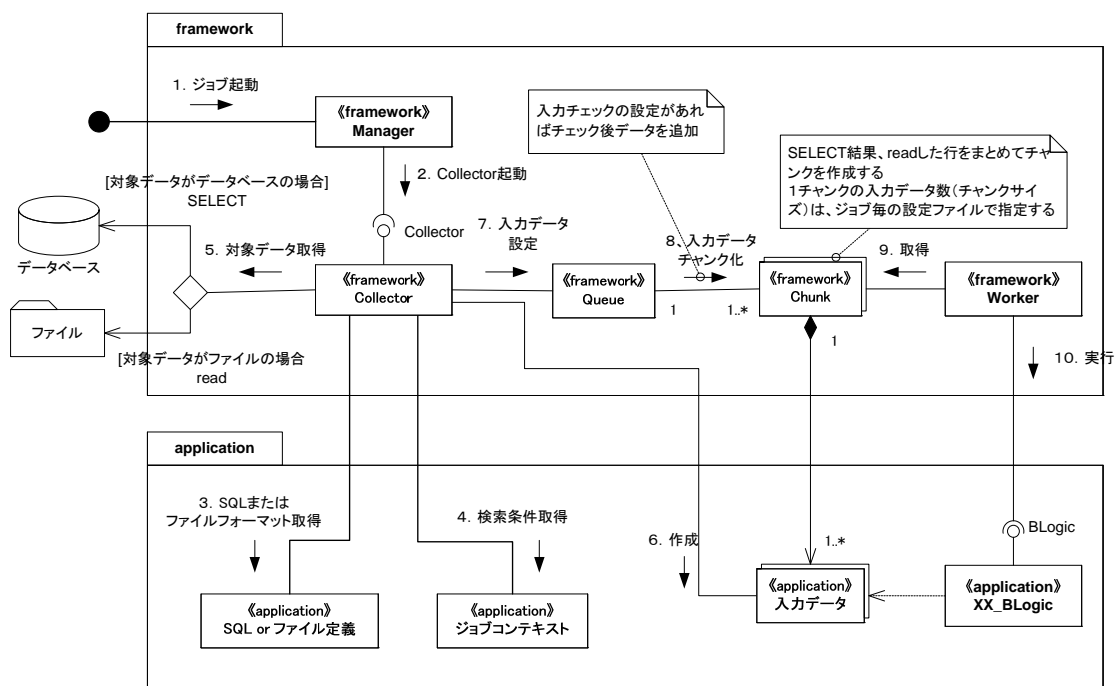 framework
1．ジョブ起動
《framework》
Manager
入力チェックの設定があれ
ばチェック後データを追加
SELECT結果、readした行をまとめてチャ
ンクを作成する
1チャンクの入力データ数（チャンクサイ
ズ）は、ジョブ毎の設定ファイルで指定する
2．Collector起動
[対象データがデータベースの場合]
SELECT
データベース
Collector
5．対象データ取得
7．入力データ
設定
8、入力データ
チャンク化
9．取得
《framework》
Collector
《framework》
Queue
《framework》
Chunk
《framework》
Worker
1
1..*
1
ファイル
[対象データがファイルの場合
read
10．実行
application
3．SQLまたは
ファイルフォーマット取得
4．検索条件取得
6．作成
1..*
BLogic
《application》
SQL or ファイル定義
《application》
ジョブコンテキスト
《application》
入力データ
《application》
XX_BLogic